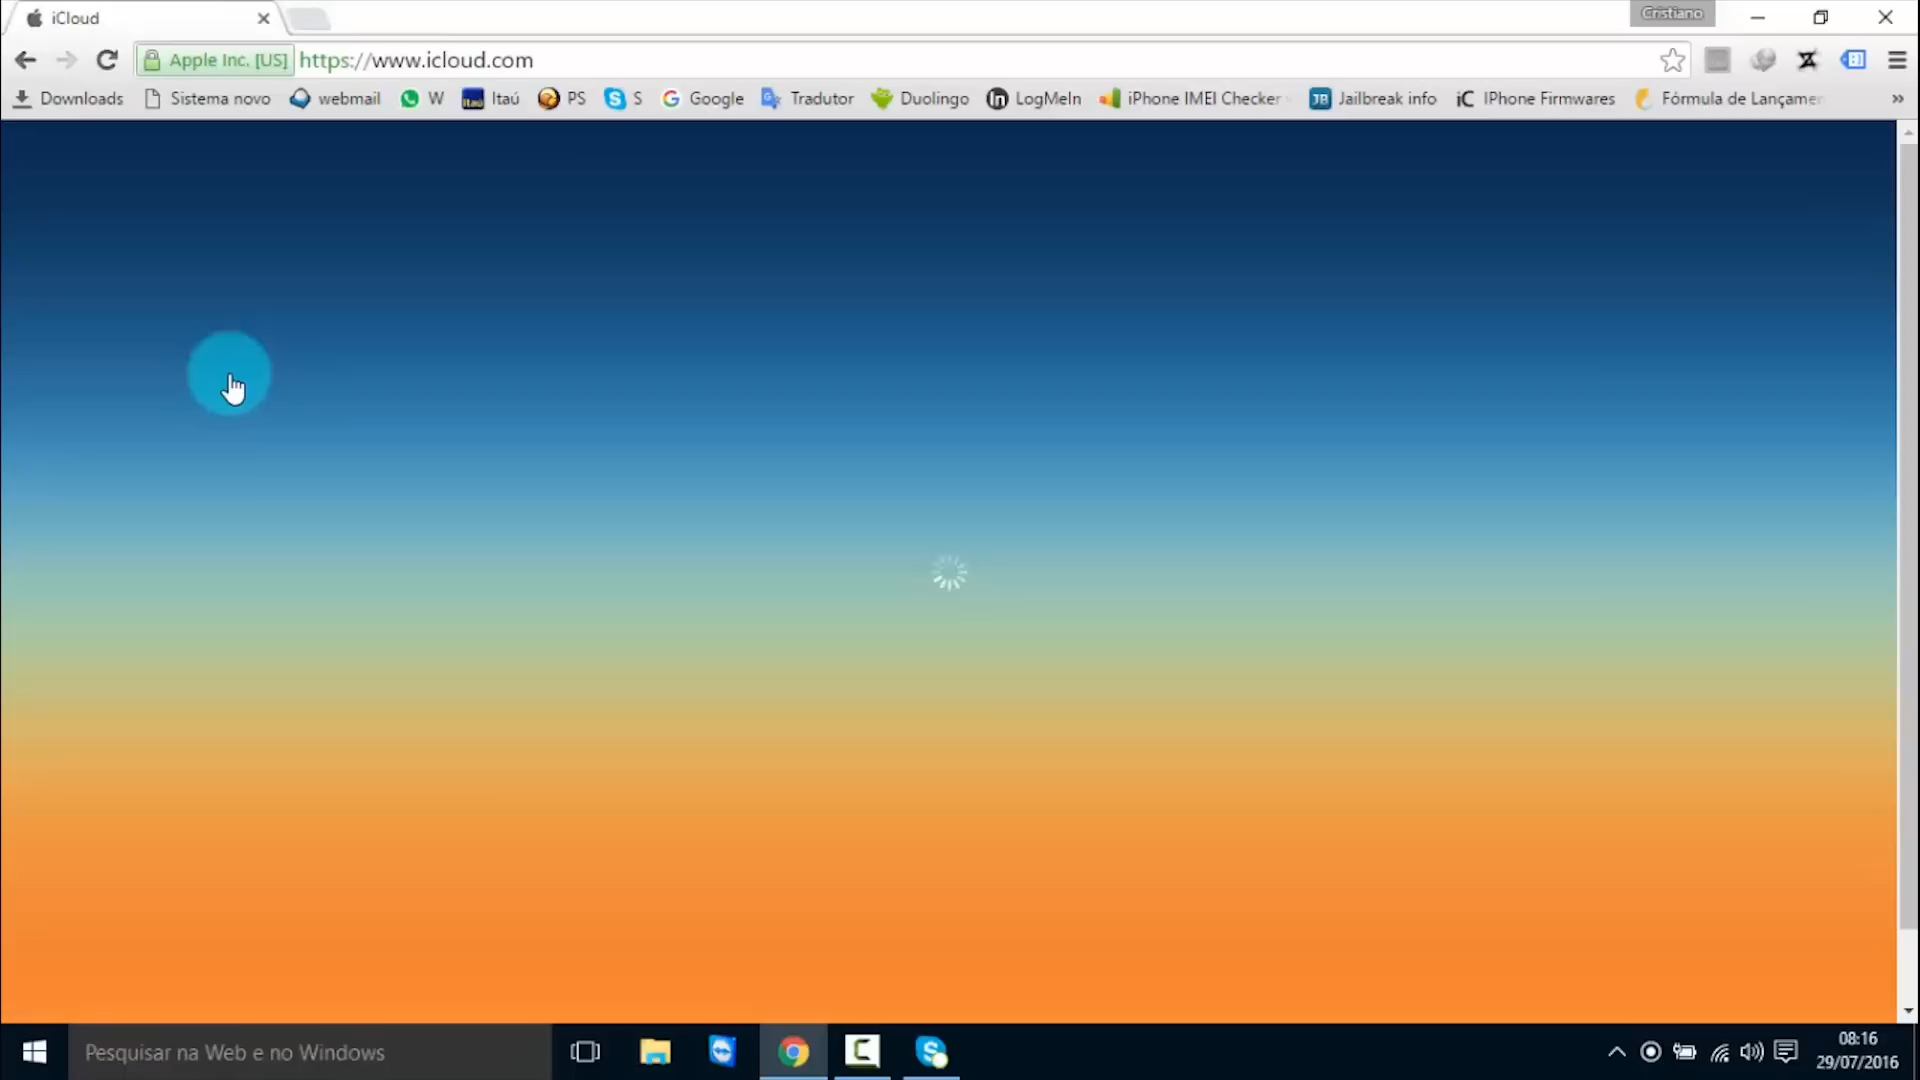 iCloud
Cristiano
Apple Inc. [US] https://www.icloud.com
Downloads Sistema novo webmail W Itaú PS S Google Tradutor Duolingo LogMeIn iPhone IMEI Checker Jailbreak info iC IPhone Firmwares Fórmula de Lançamer »
Pesquisar na Web e no Windows
08:16
29/07/2016